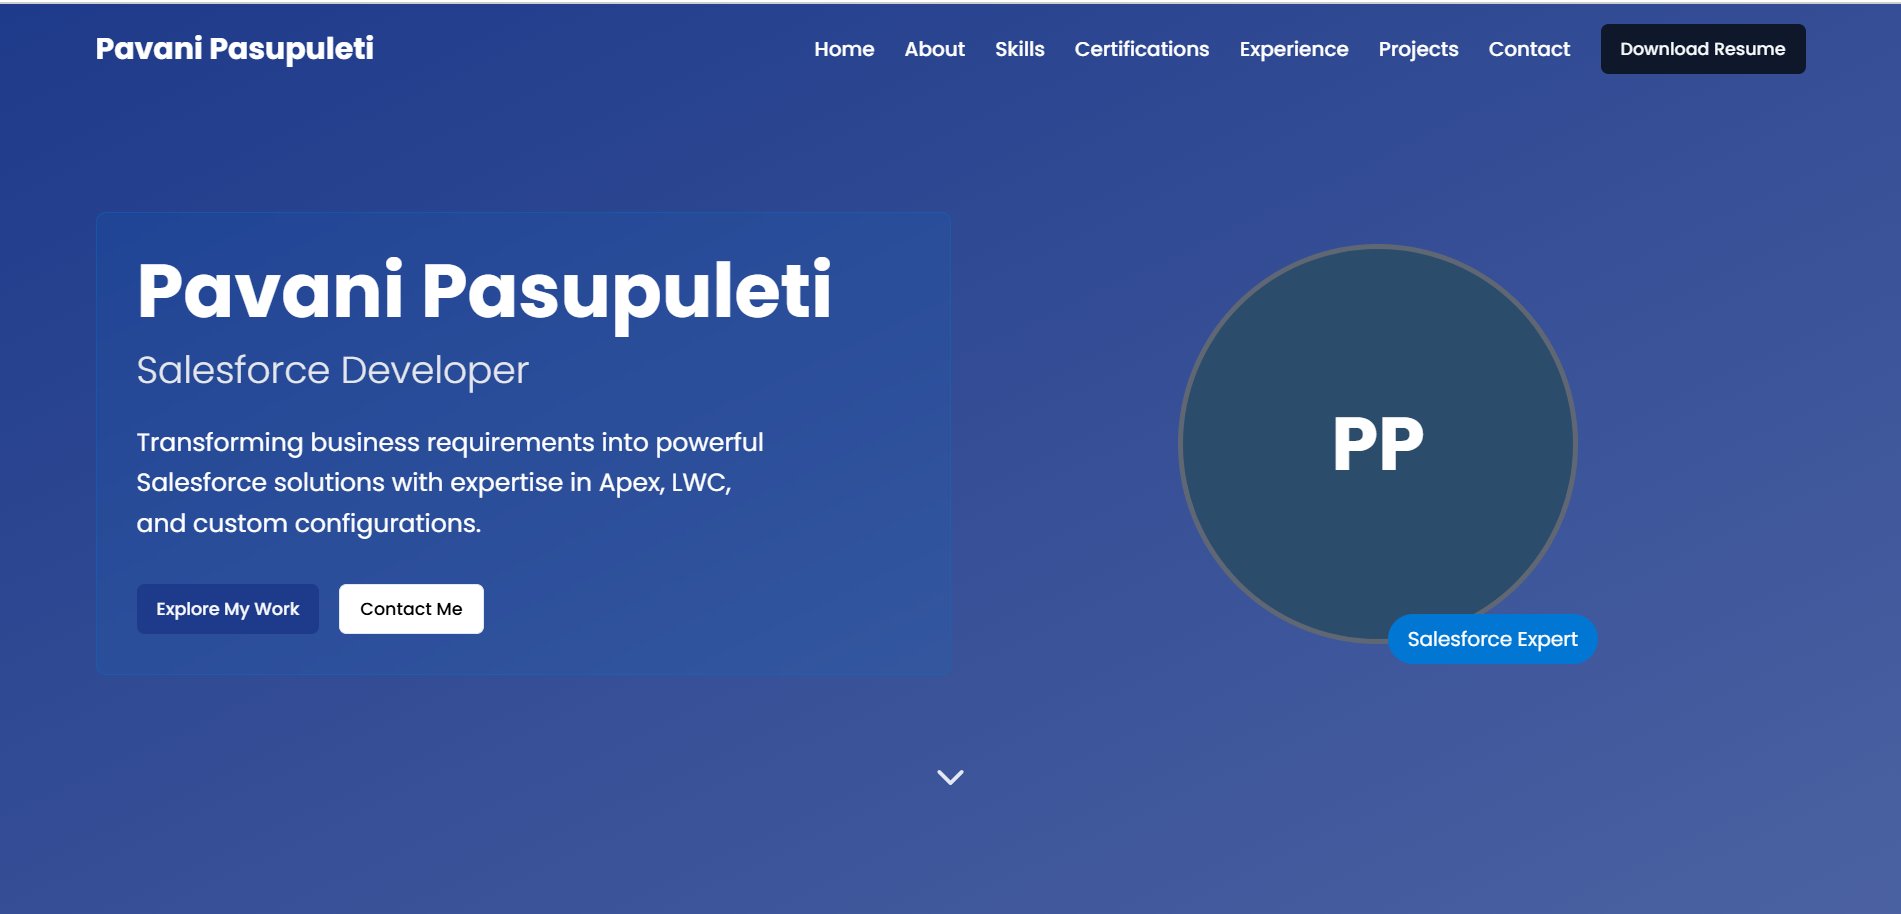 Pavani Pasupuleti
Home
About
Skills
Certifications
Experience
Projects
Contact
Download Resume
Pavani Pasupuleti
Salesforce Developer
Transforming business requirements into powerful
Salesforce solutions with expertise in Apex, LWC,
and custom configurations.
Explore My Work
Contact Me
PP
Salesforce Expert